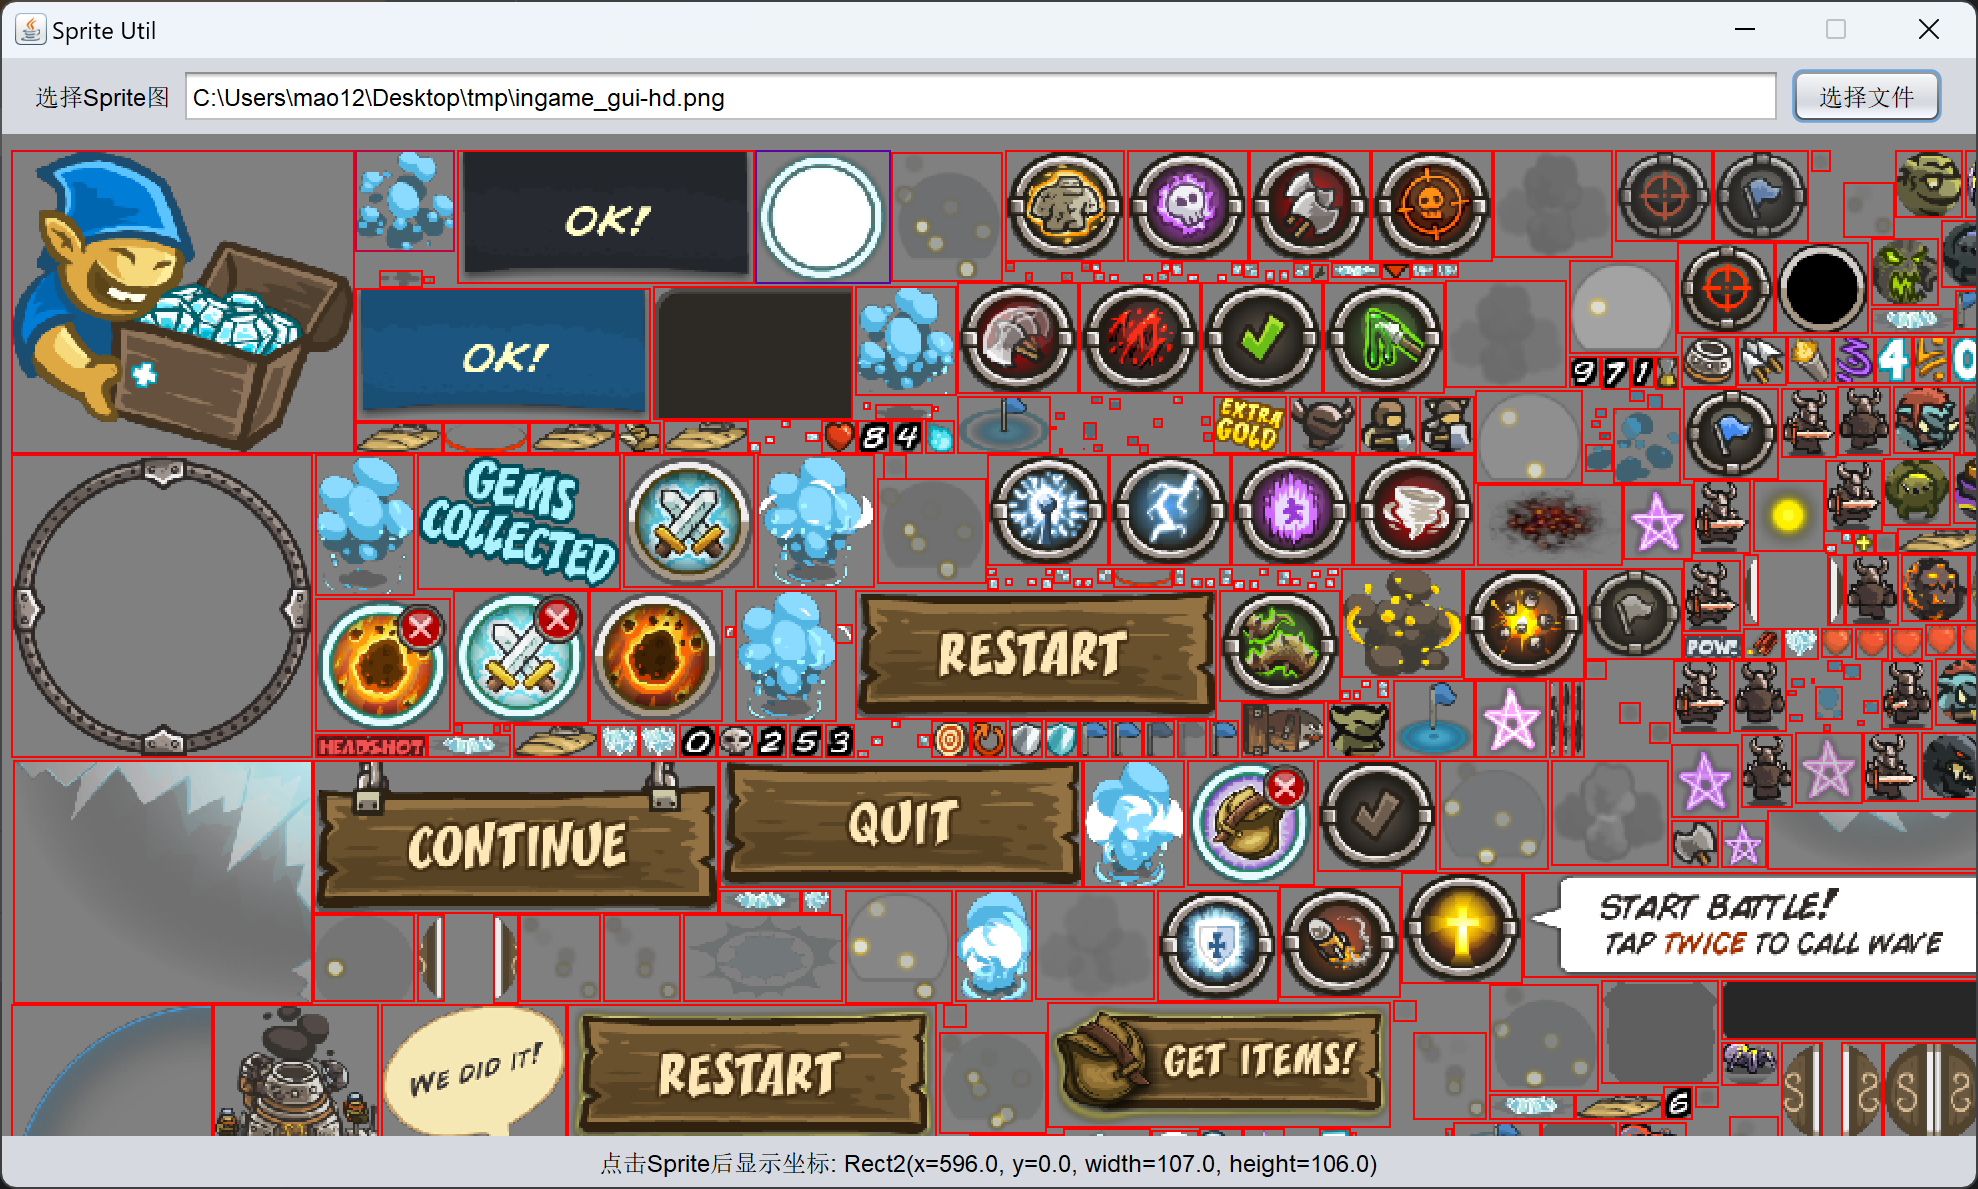 Sprite Util
选择Sprite图
C:\Users\mao12\Desktop\tmp\ingame_gui-hd.png
选择文件
OK!
OK!
9 7 1
4
0
8 4
EXTRA
GOLD
GEMS
COLLECTED
RESTART
POW!
HEADSHOT
0 2 5 3
CONTINUE
QUIT
START BATTLE!
TAP TWICE TO CALL WAVE
WE DID IT!
RESTART
GET ITEMS!
6
点击Sprite后显示坐标: Rect2(x=596.0, y=0.0, width=107.0, height=106.0)